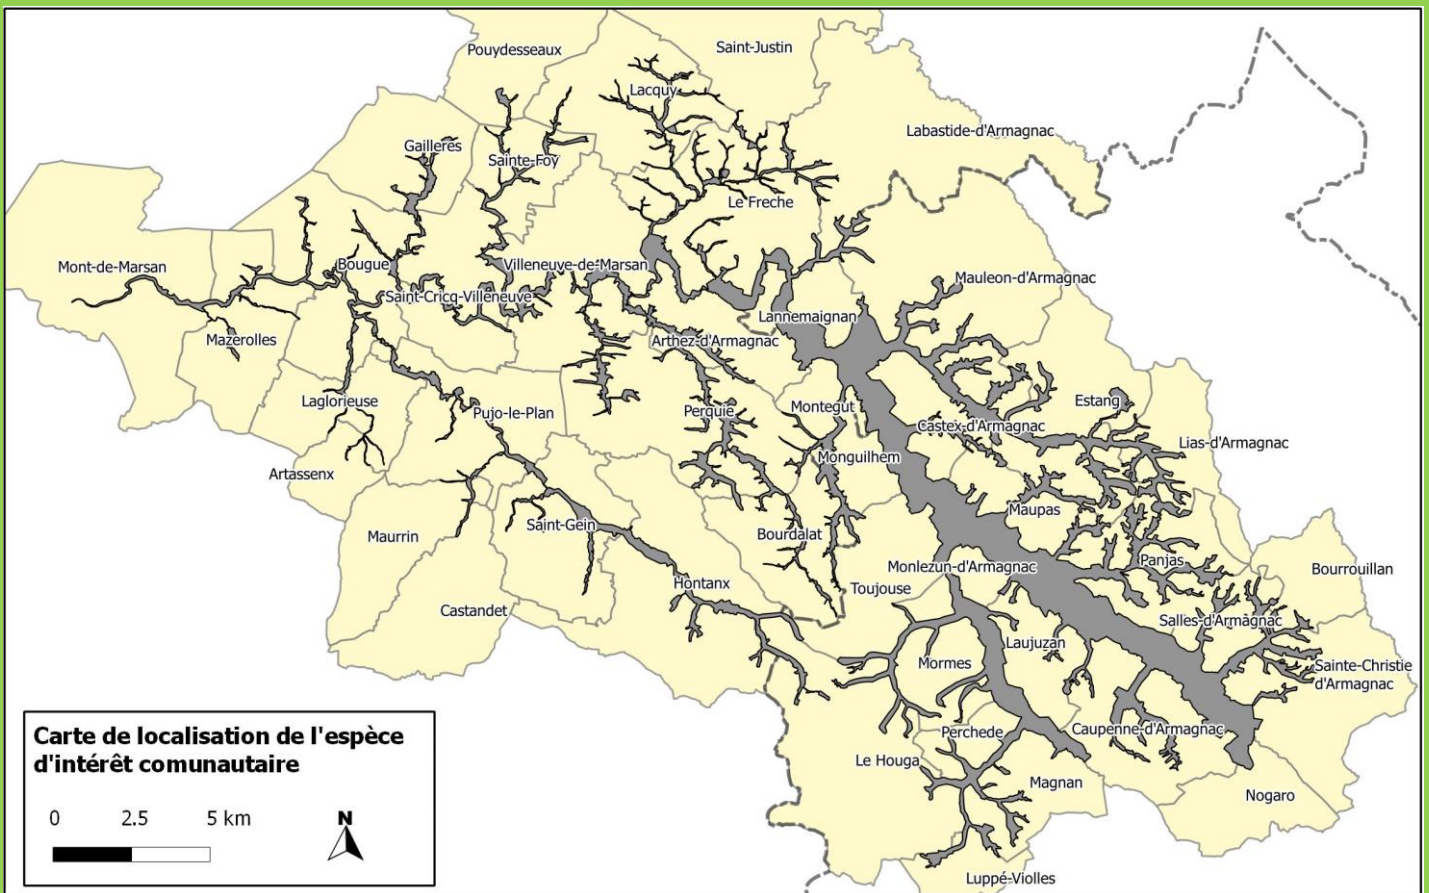 Pouydesseaux
Saint-Justin
Lacquy
Labastide-d'Armagnac
Gailleres
Sainte-Foy
Le Freche
Mont-de-Marsan
Bougue
Villeneuve-de-Marsan
Mauleon-d'Armagnac
Saint-Cricq-Villeneuve
Lannemaignan
Mazerolles
Arthez-d'Armagnac
Laglorieuse
Pujo-le-Plan
Perquie
Montegut
Estang
Castex-d'Armagnac
Lias-d'Armagnac
Monguilhem
Artassenx
Maupas
Saint-Gein
Maurrin
Bourdalat
Panjas
Monlezun-d'Armagnac
Bourrouillan
Hontanx
Toujouse
Castandet
Salles-d'Armagnac
Laujuzan
Mormes
Sainte-Christie
d'Armagnac
Perchede
Caupenne-d'Armagnac
Le Houga
Magnan
Nogaro
Luppé-Violles
Carte de localisation de l'espèce
d'intérêt comunautaire
0 2.5 5 km
N